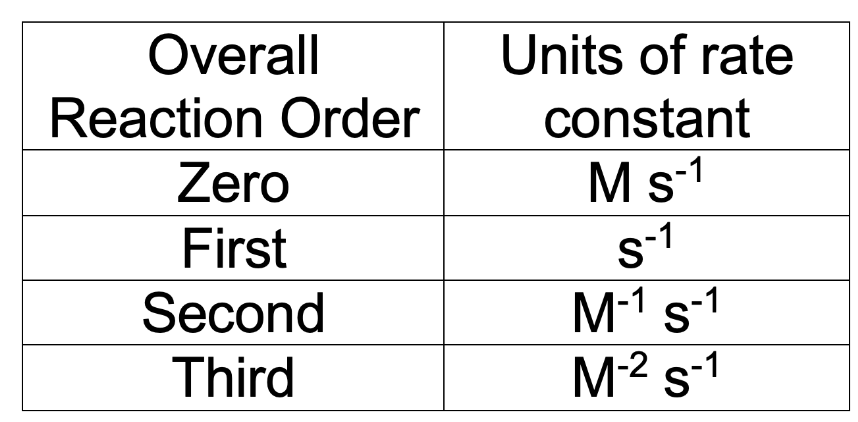 Overall Reaction Order
Units of rate constant
Zero
M s⁻¹
First
s⁻¹
Second
M⁻¹ s⁻¹
Third
M⁻² s⁻¹